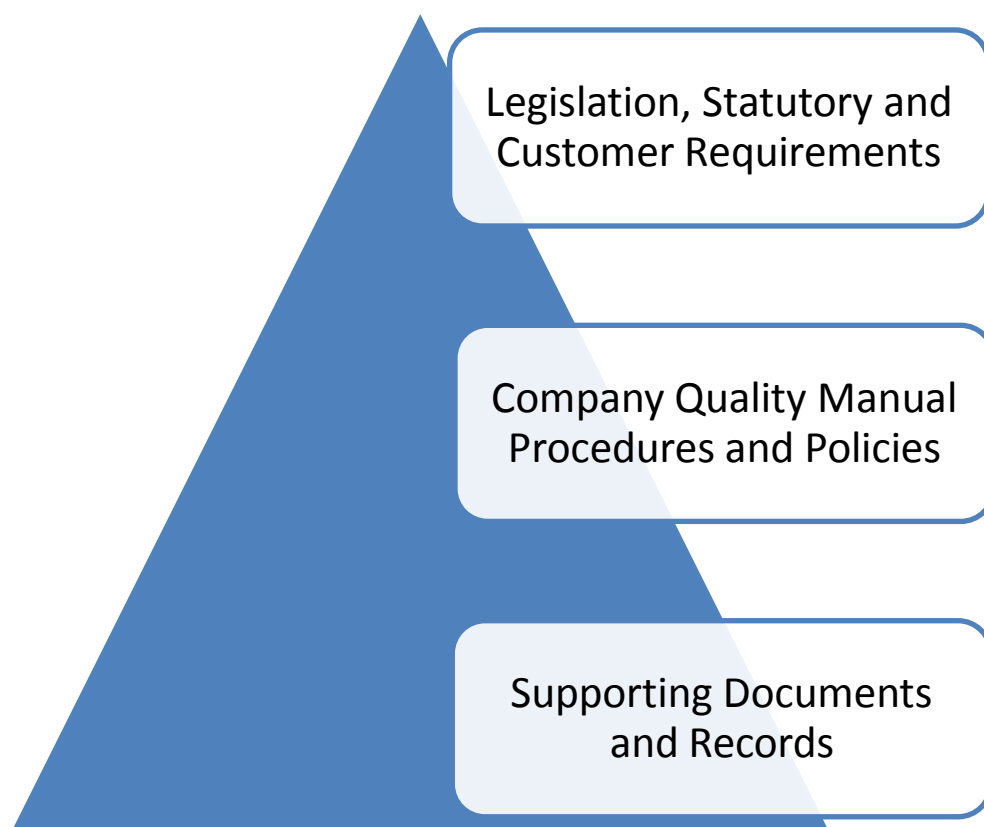 Legislation, Statutory and
Customer Requirements
Company Quality Manual
Procedures and Policies
Supporting Documents
and Records